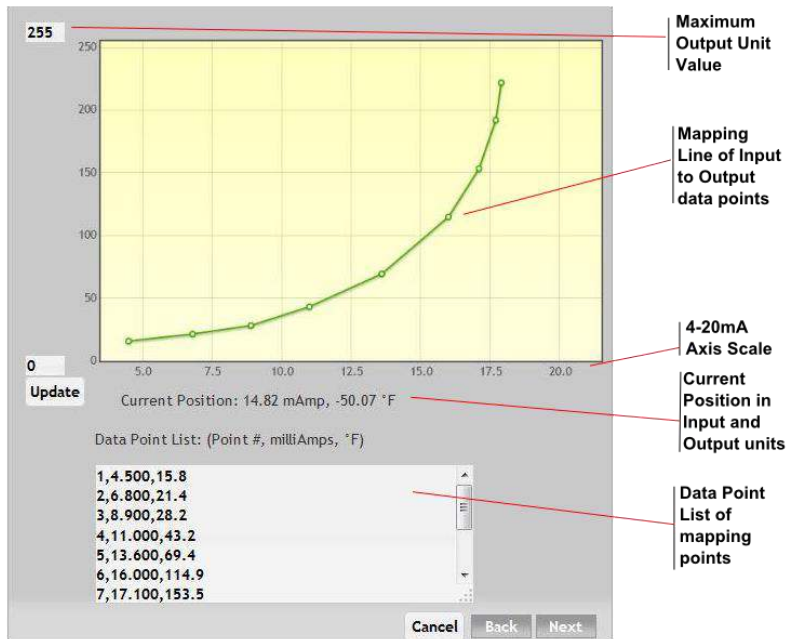 255
250
200
150
100
50
0
0
5.0 7.5 10.0 12.5 15.0 17.5 20.0
Update
Current Position: 14.82 mAmp, -50.07 °F
Data Point List: (Point #, milliAmps, °F)
1,4.500,15.8
2,6.800,21.4
3,8.900,28.2
4,11.000,43.2
5,13.600,69.4
6,16.000,114.9
7,17.100,153.5
Cancel Back Next
Maximum
Output Unit
Value
Mapping
Line of Input
to Output
data points
4-20mA
Axis Scale
Current
Position in
Input and
Output units
Data Point
List of
mapping
points